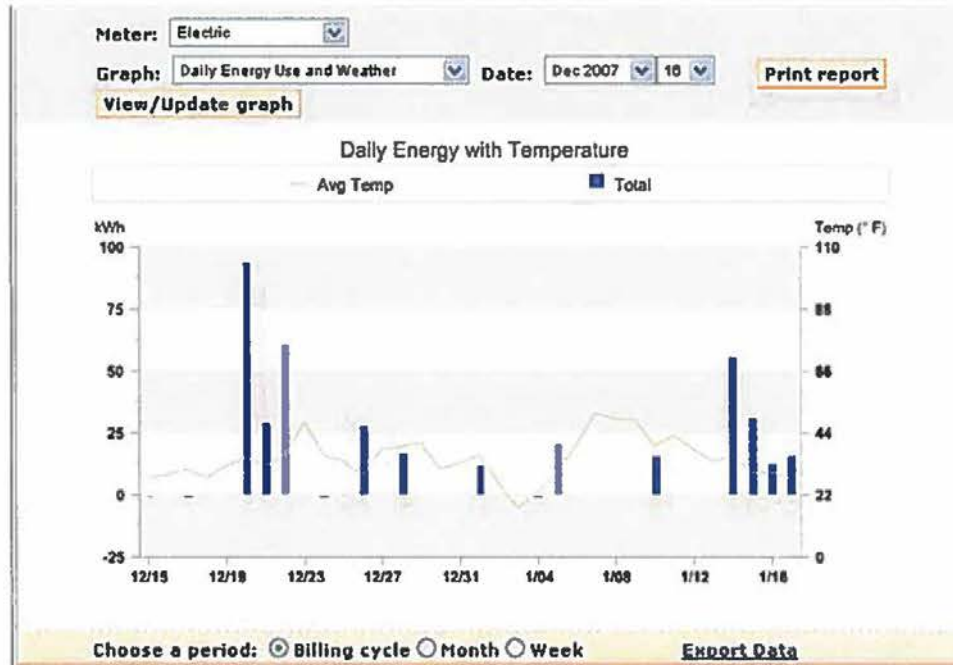 Meter: Electric
Graph: Daily Energy Use and Weather Date: Dec 2007 16 Print report
View/Update graph
Daily Energy with Temperature
Avg Temp Total
kWh Temp (° F)
100 110
75 88
50 66
25 44
0 22
-25 0
12/15 12/19 12/23 12/27 12/31 1/04 1/08 1/12 1/16
Choose a period: Billing cycle Month Week Export Data